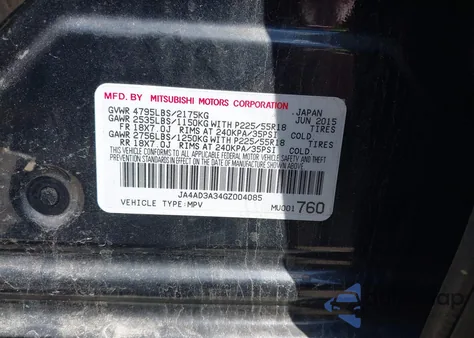 MFD. BY MITSUBISHI MOTORS CORPORATION JAPAN
GVWR 4795LBS/2175KG JUN 2015
GAWR 2535LBS/1150KG WITH P225/55R18 TIRES
FR 18X7.0J RIMS AT 240KPA/35PSI COLD
GAWR 2756LBS/1250KG WITH P225/55R18 TIRES
RR 18X7.0J RIMS AT 240KPA/35PSI COLD
THIS VEHICLE CONFORMS TO ALL APPLICABLE FEDERAL MOTOR VEHICLE SAFETY AND THEFT
PREVENTION STANDARDS IN EFFECT ON THE DATE OF MANUFACTURE SHOWN ABOVE.
JA4AD3A34GZ004085
VEHICLE TYPE:MPV MU001760